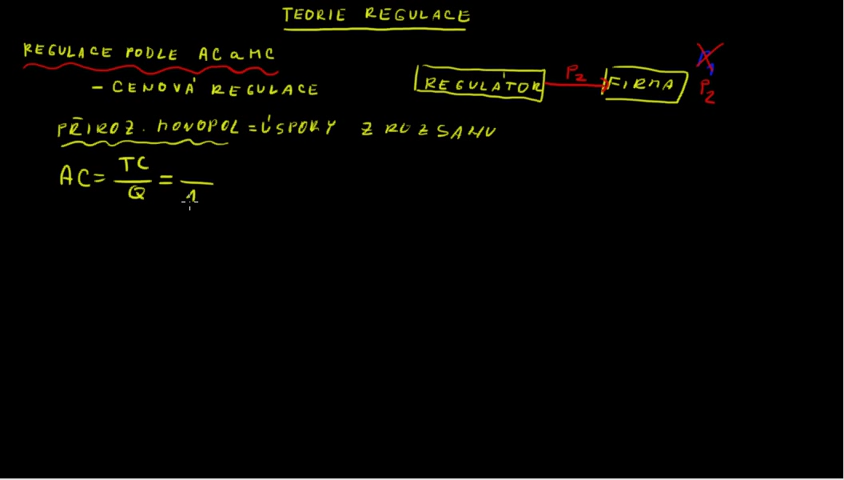 TEORIE REGULACE
REGULACE PODLE AC a MC
- CENOVÁ REGULACE
REGULÁTOR P2 FIRMA P1
P2
PŘIROZ. MONOPOL = ÚSPORY Z ROZSAHU
AC = TC / Q = / 1